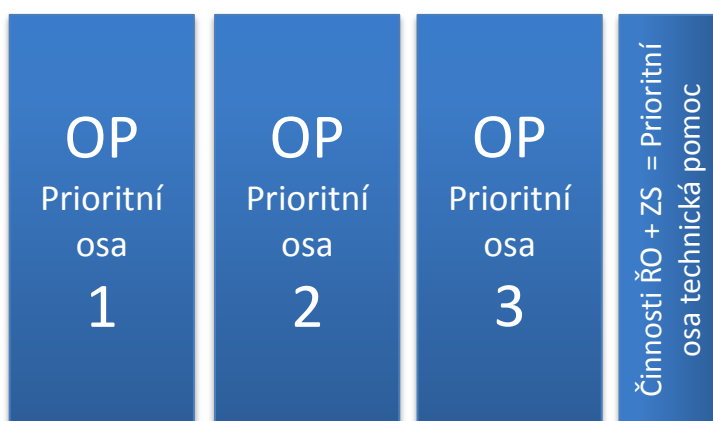 OP
Prioritní
osa
1
OP
Prioritní
osa
2
OP
Prioritní
osa
3
Činnosti ŘO + ZS = Prioritní
osa technická pomoc